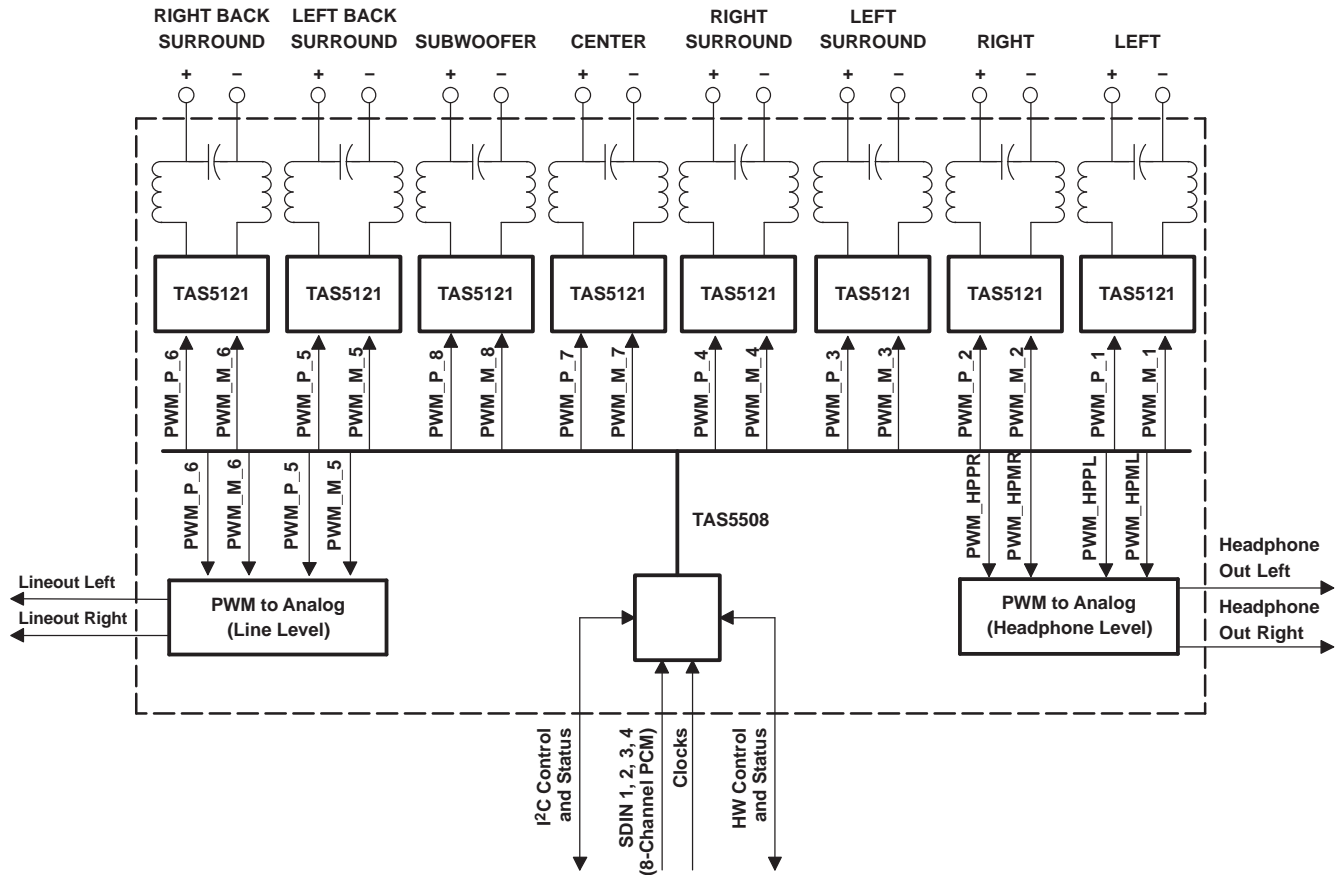 RIGHT BACK
SURROUND
LEFT BACK
SURROUND
SUBWOOFER
CENTER
RIGHT
SURROUND
LEFT
SURROUND
RIGHT
LEFT
+ −
+ −
+ −
+ −
+ −
+ −
+ −
+ −
TAS5121
TAS5121
TAS5121
TAS5121
TAS5121
TAS5121
TAS5121
TAS5121
PWM_P_6
PWM_M_6
PWM_P_5
PWM_M_5
PWM_P_8
PWM_M_8
PWM_P_7
PWM_M_7
PWM_P_4
PWM_M_4
PWM_P_3
PWM_M_3
PWM_P_2
PWM_M_2
PWM_P_1
PWM_M_1
PWM_P_6
PWM_M_6
PWM_P_5
PWM_M_5
TAS5508
PWM_HPPR
PWM_HPMR
PWM_HPPL
PWM_HPML
Lineout Left
Lineout Right
PWM to Analog
(Line Level)
PWM to Analog
(Headphone Level)
Headphone
Out Left
Headphone
Out Right
I²C Control
and Status
SDIN 1, 2, 3, 4
(8-Channel PCM)
Clocks
HW Control
and Status